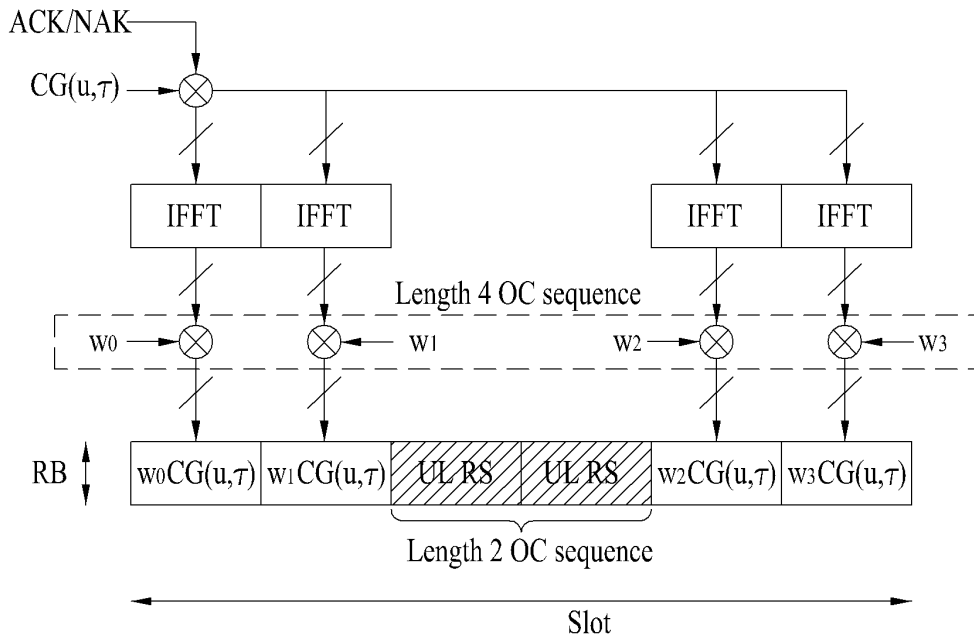 ACK/NAK
CG(u,τ)
IFFT IFFT IFFT IFFT
Length 4 OC sequence
w0 w1 w2 w3
RB w0CG(u,τ) w1CG(u,τ) UL RS UL RS w2CG(u,τ) w3CG(u,τ)
Length 2 OC sequence
Slot